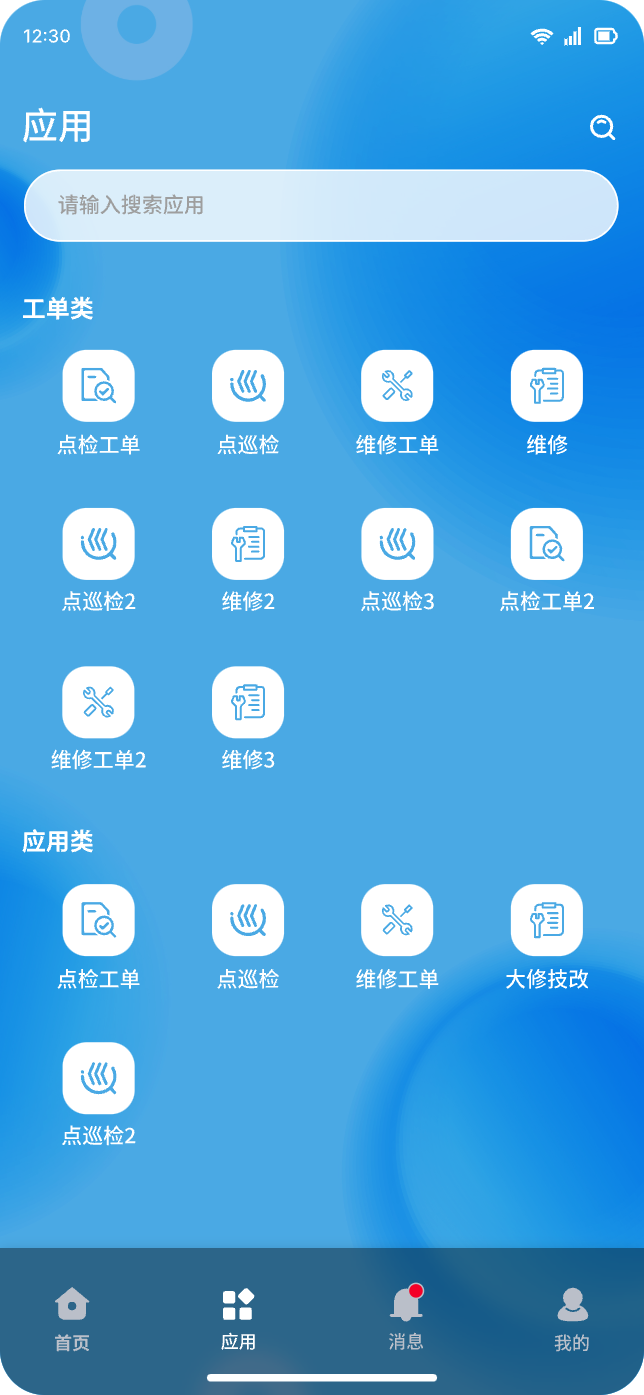 12:30
应用
请输入搜索应用
工单类
点检工单 点巡检 维修工单 维修
点巡检2 维修2 点巡检3 点检工单2
维修工单2 维修3
应用类
点检工单 点巡检 维修工单 大修技改
点巡检2
首页 应用 消息 我的